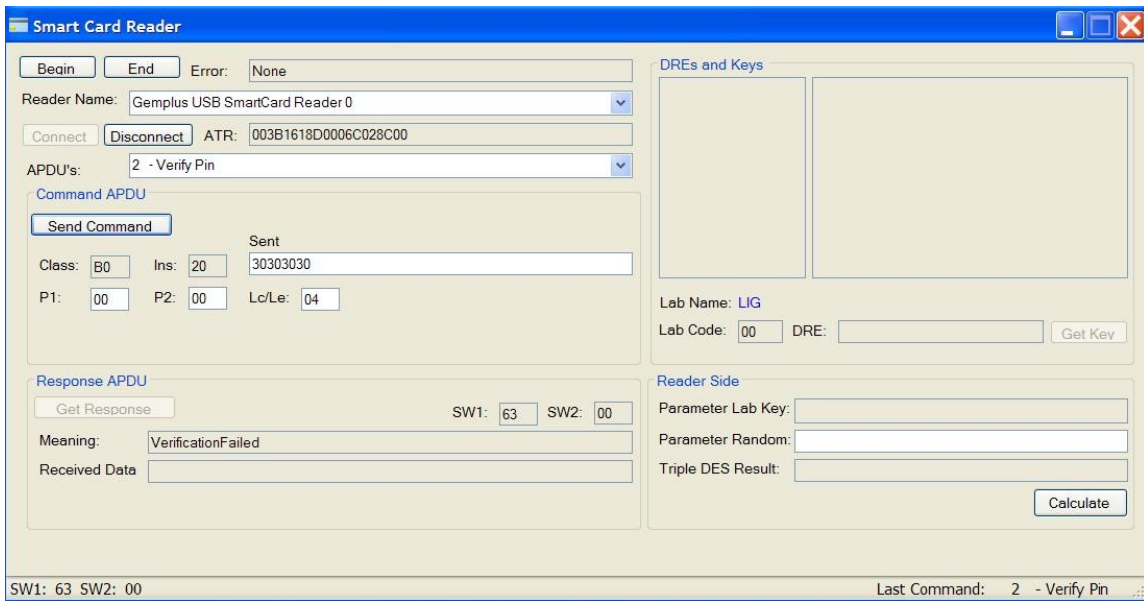 Smart Card Reader
Begin End Error: None
Reader Name: Gemplus USB SmartCard Reader 0
Connect Disconnect ATR: 003B1618D0006C028C00
APDU's: 2 - Verify Pin
Command APDU
Send Command
Sent
Class: B0 Ins: 20 30303030
P1: 00 P2: 00 Lc/Le: 04
Response APDU
Get Response SW1: 63 SW2: 00
Meaning: VerificationFailed
Received Data
DREs and Keys
Lab Name: LIG
Lab Code: 00 DRE: Get Key
Reader Side
Parameter Lab Key:
Parameter Random:
Triple DES Result:
Calculate
SW1: 63 SW2: 00 Last Command: 2 - Verify Pin